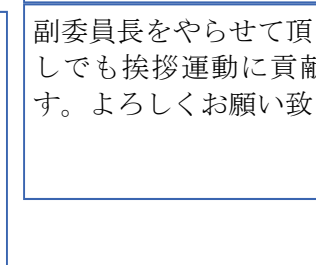 副委員長をやらせて頂
しでも挨拶運動に貢献
す。よろしくお願い致